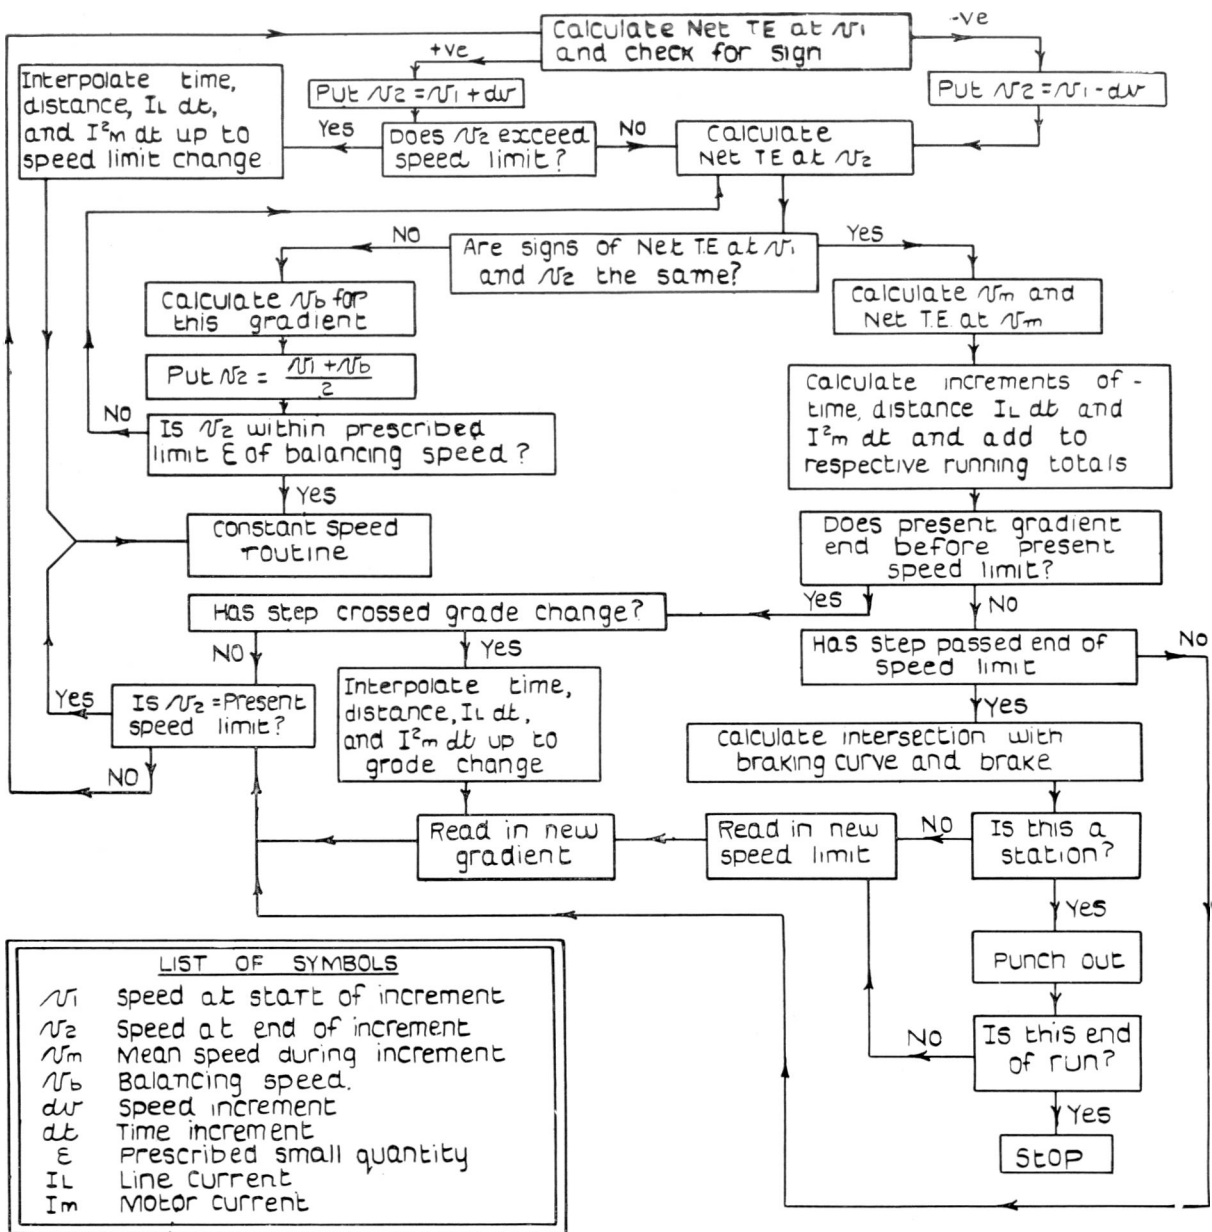 Calculate Net TE at v1
and check for sign
-ve
+ve
Interpolate time,
distance, IL dt,
and I²m dt up to
speed limit change
Put v2 = v1 + dv
Put v2 = v1 - dv
Yes
Does v2 exceed
speed limit?
NO
Calculate
Net TE at v2
NO
Are signs of Net T.E at v1
and v2 the same?
Yes
Calculate vb for
this gradient
Calculate vm and
Net T.E. at vm
Put v2 = v1 + vb
2
Calculate increments of -
time, distance IL dt and
I²m dt and add to
respective running totals
NO
Is v2 within prescribed
limit ε of balancing speed?
Yes
Constant speed
routine
Does present gradient
end before present
speed limit?
Yes
NO
Has step crossed grade change?
NO
Yes
Has step passed end of
speed limit
NO
Yes
Yes
Is v2 = Present
speed limit?
NO
Interpolate time,
distance, IL dt,
and I²m dt up to
grade change
Calculate intersection with
braking curve and brake
Read in new
gradient
Read in new
speed limit
NO
Is this a
station?
Yes
Punch out
NO
Is this end
of run?
Yes
STOP
LIST OF SYMBOLS
v1 Speed at start of increment
v2 Speed at end of increment
vm Mean speed during increment
vb Balancing speed.
dv Speed increment
dt Time increment
ε Prescribed small quantity
IL Line Current
Im Motor current